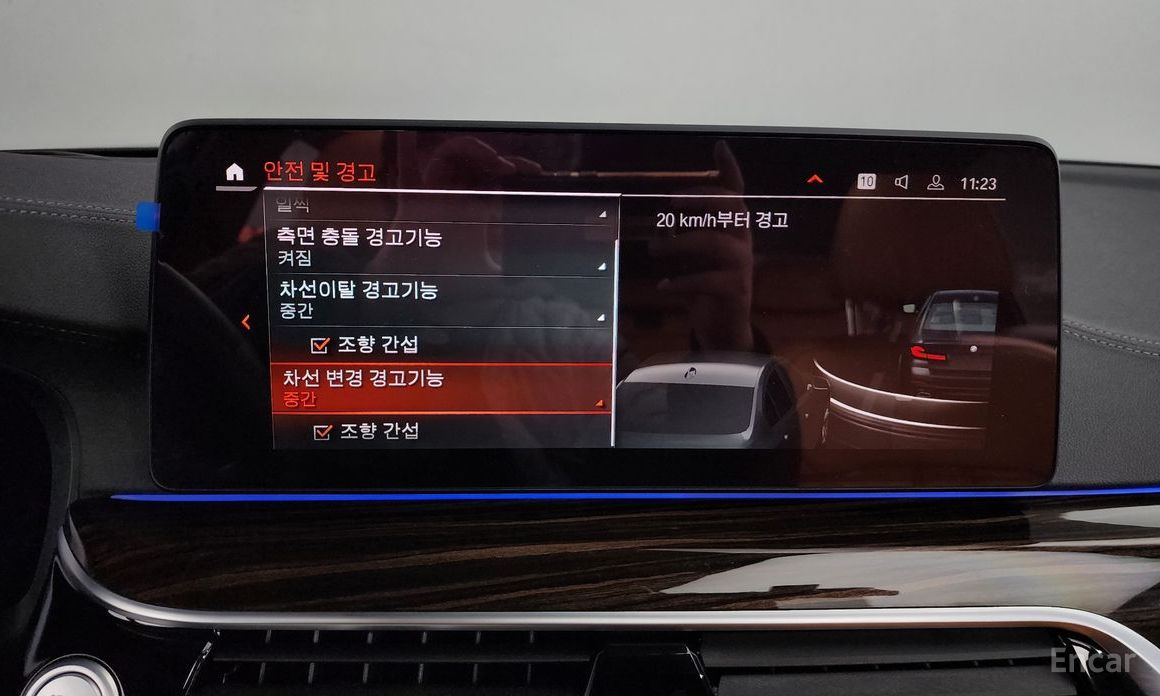 안전 및 경고
10
11:23
일찍
측면 충돌 경고기능
켜짐
차선이탈 경고기능
중간
조향 간섭
차선 변경 경고기능
중간
조향 간섭
20 km/h부터 경고
Encar